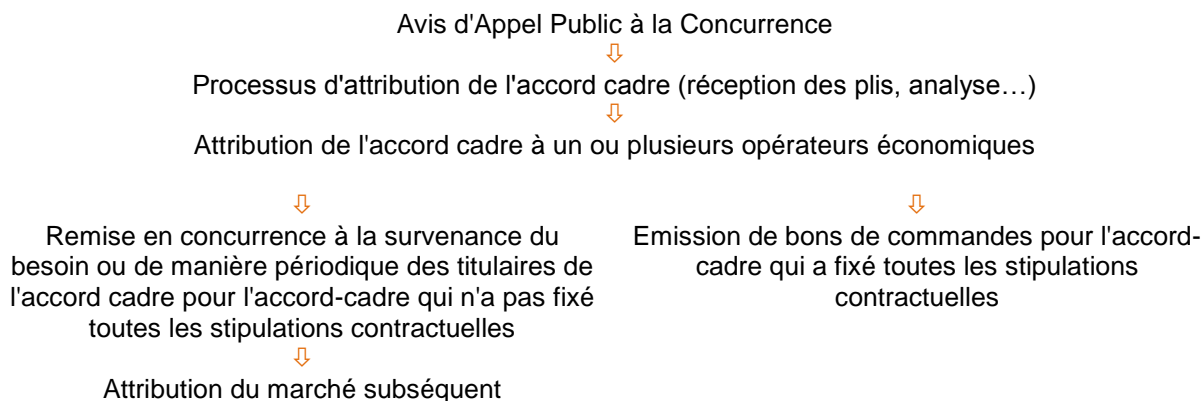 Avis d'Appel Public à la Concurrence
⇩
Processus d'attribution de l'accord cadre (réception des plis, analyse…)
⇩
Attribution de l'accord cadre à un ou plusieurs opérateurs économiques
⇩
Remise en concurrence à la survenance du
besoin ou de manière périodique des titulaires de
l'accord cadre pour l'accord-cadre qui n'a pas fixé
toutes les stipulations contractuelles
⇩
Attribution du marché subséquent
⇩
Emission de bons de commandes pour l'accord-
cadre qui a fixé toutes les stipulations
contractuelles